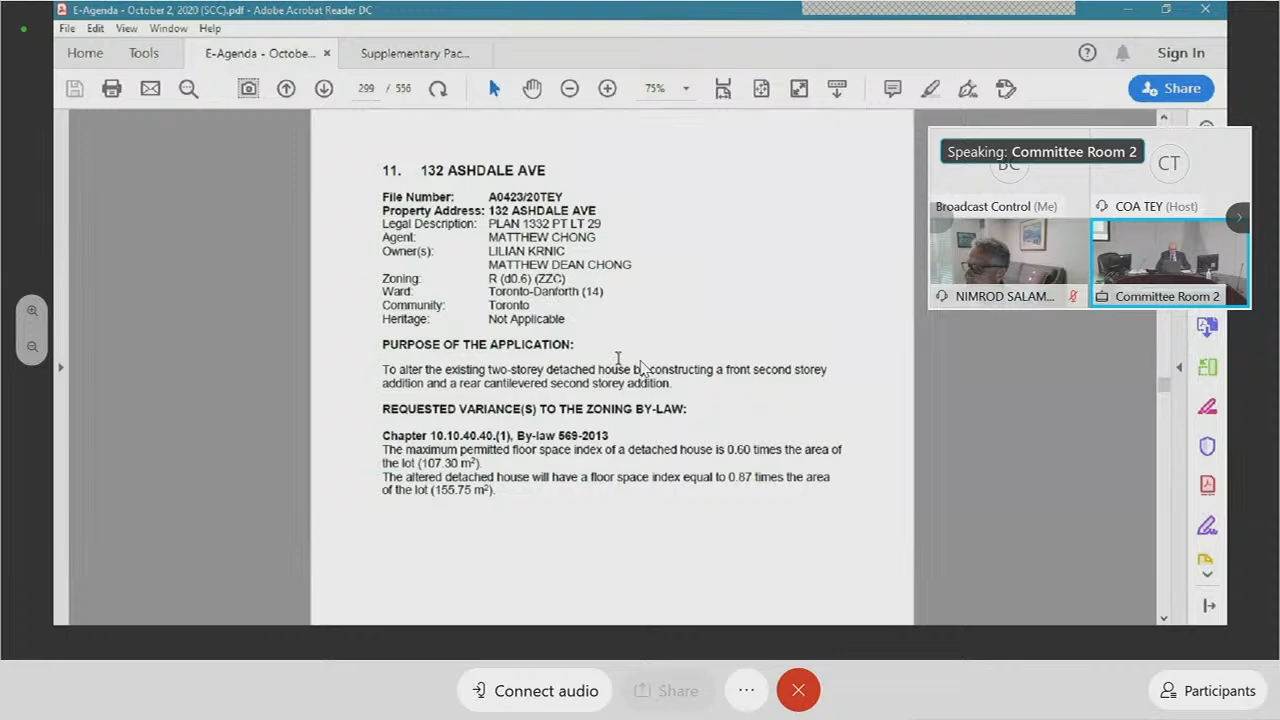 E-Agenda - October 2, 2020 (SCC).pdf - Adobe Acrobat Reader DC
File Edit View Window Help
Home Tools E-Agenda - Octobe... × Supplementary Pac... Sign In
299 / 556 75% Share
11. 132 ASHDALE AVE
File Number: A0423/20TEY
Property Address: 132 ASHDALE AVE
Legal Description: PLAN 1332 PT LT 29
Agent: MATTHEW CHONG
Owner(s): LILIAN KRNIC
MATTHEW DEAN CHONG
Zoning: R (d0.6) (ZZC)
Ward: Toronto-Danforth (14)
Community: Toronto
Heritage: Not Applicable
PURPOSE OF THE APPLICATION:
To alter the existing two-storey detached house by constructing a front second storey
addition and a rear cantilevered second storey addition.
REQUESTED VARIANCE(S) TO THE ZONING BY-LAW:
Chapter 10.10.40.40.(1), By-law 569-2013
The maximum permitted floor space index of a detached house is 0.60 times the area of
the lot (107.30 m²).
The altered detached house will have a floor space index equal to 0.87 times the area
of the lot (155.75 m²).
Speaking: Committee Room 2
BC CT
Broadcast Control (Me) COA TEY (Host)
NIMROD SALAM... Committee Room 2
Connect audio Share Participants